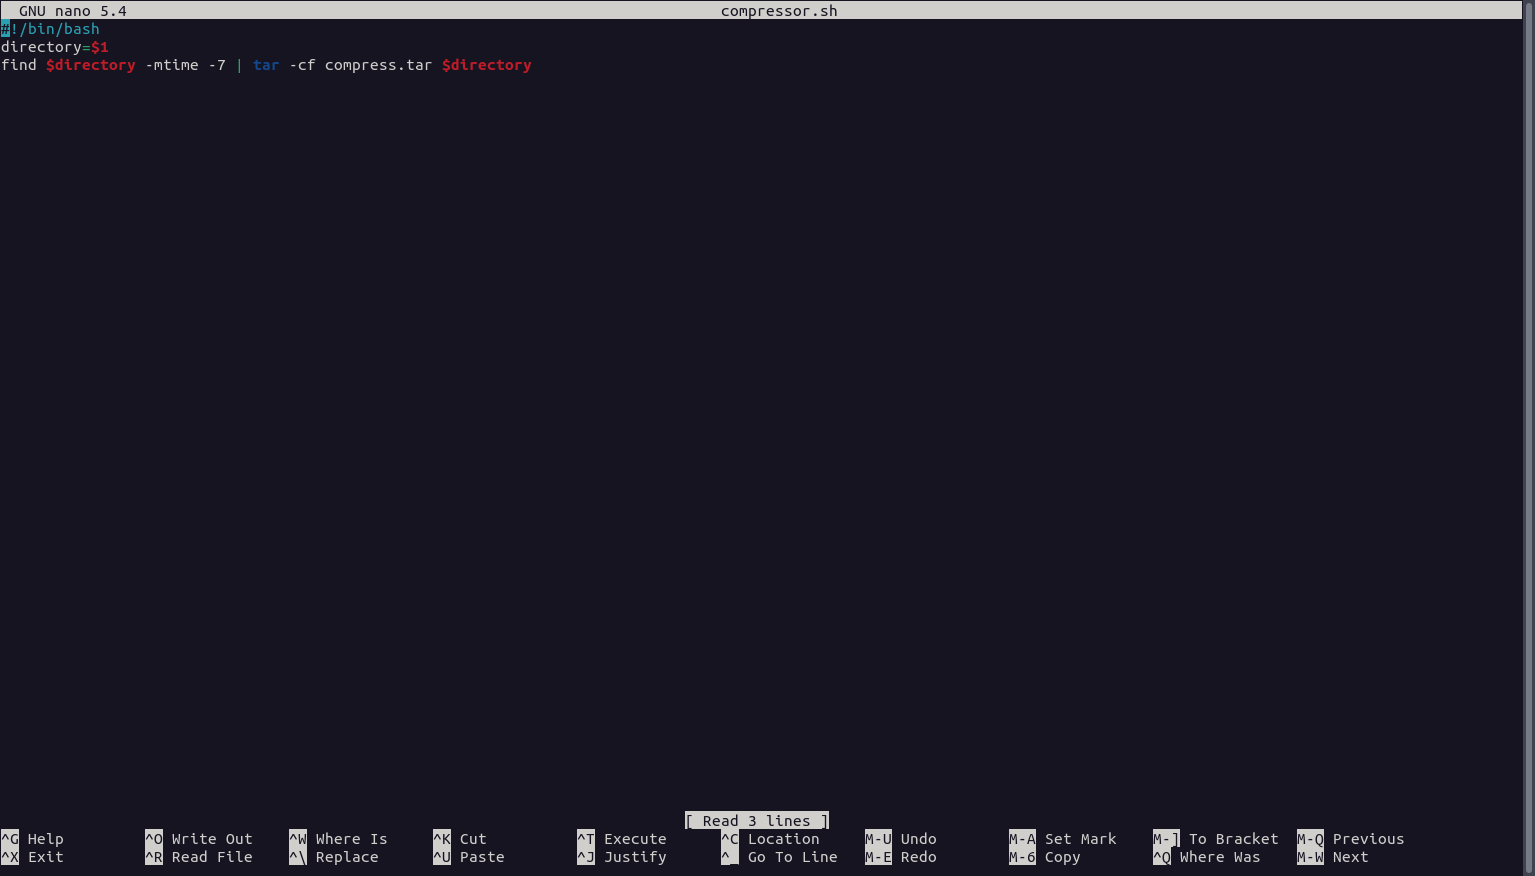 GNU nano 5.4 compressor.sh
#!/bin/bash
directory=$1
find $directory -mtime -7 | tar -cf compress.tar $directory
[ Read 3 lines ]
^G Help ^O Write Out ^W Where Is ^K Cut ^T Execute ^C Location M-U Undo M-A Set Mark M-] To Bracket M-Q Previous
^X Exit ^R Read File ^\ Replace ^U Paste ^J Justify ^_ Go To Line M-E Redo M-6 Copy ^Q Where Was M-W Next